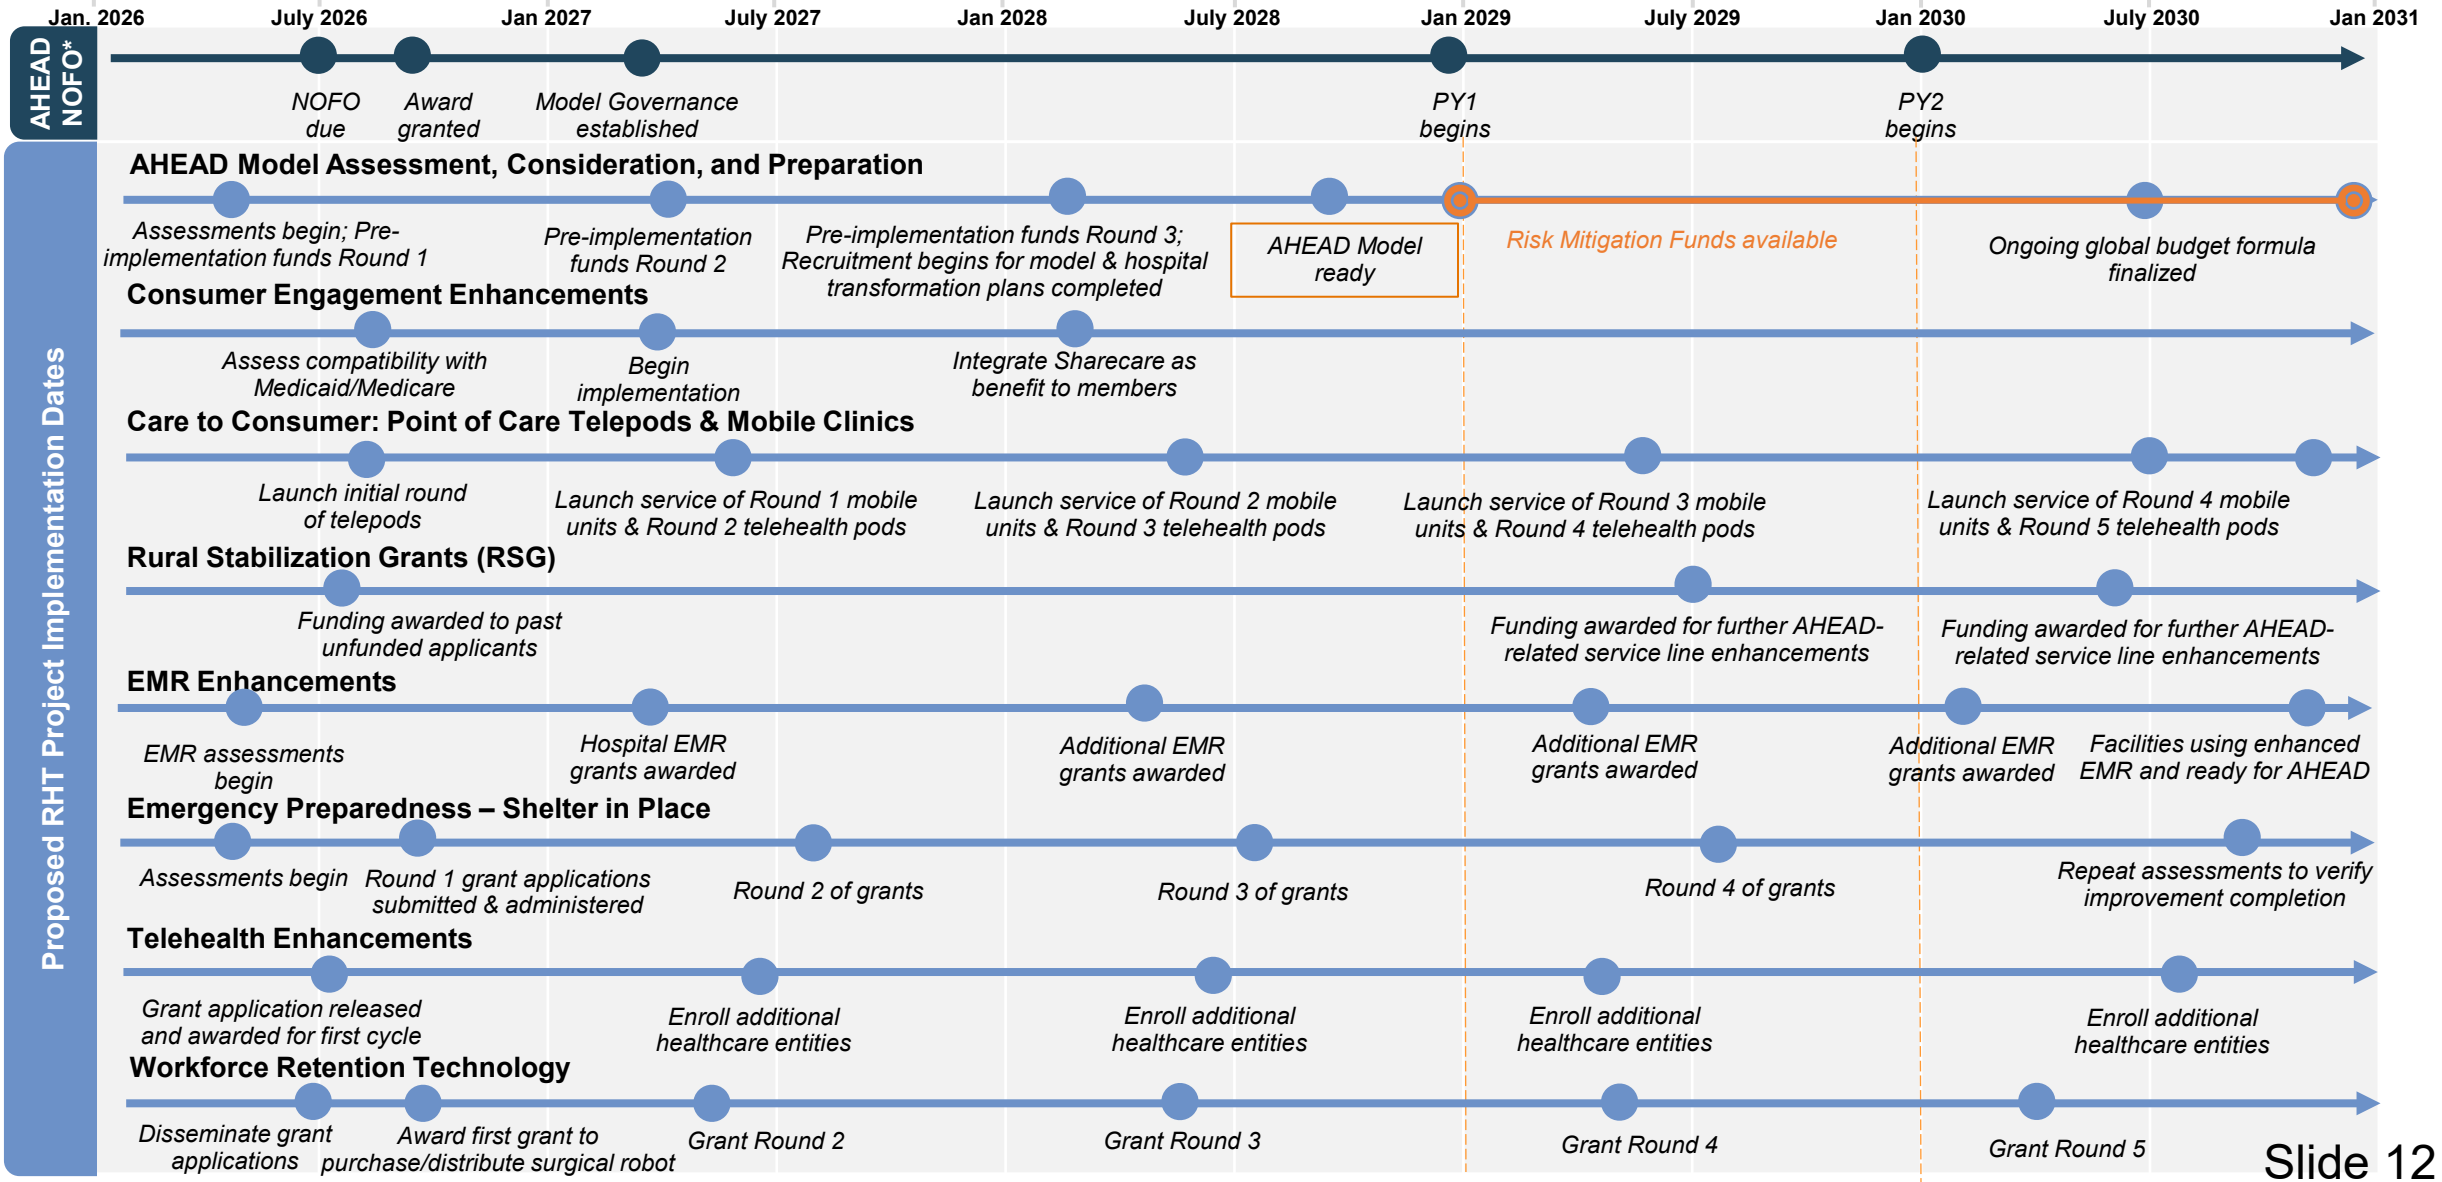 Jan. 2026
July 2026
Jan 2027
July 2027
Jan 2028
July 2028
Jan 2029
July 2029
Jan 2030
July 2030
Jan 2031
AHEAD
NOFO*
NOFO
due
Award
granted
Model Governance
established
PY1
begins
PY2
begins
Proposed RHT Project Implementation Dates
AHEAD Model Assessment, Consideration, and Preparation
Assessments begin; Pre-
implementation funds Round 1
Pre-implementation
funds Round 2
Pre-implementation funds Round 3;
Recruitment begins for model & hospital
transformation plans completed
AHEAD Model
ready
Risk Mitigation Funds available
Ongoing global budget formula
finalized
Consumer Engagement Enhancements
Assess compatibility with
Medicaid/Medicare
Begin
implementation
Integrate Sharecare as
benefit to members
Care to Consumer: Point of Care Telepods & Mobile Clinics
Launch initial round
of telepods
Launch service of Round 1 mobile
units & Round 2 telehealth pods
Launch service of Round 2 mobile
units & Round 3 telehealth pods
Launch service of Round 3 mobile
units & Round 4 telehealth pods
Launch service of Round 4 mobile
units & Round 5 telehealth pods
Rural Stabilization Grants (RSG)
Funding awarded to past
unfunded applicants
Funding awarded for further AHEAD-
related service line enhancements
Funding awarded for further AHEAD-
related service line enhancements
EMR Enhancements
EMR assessments
begin
Hospital EMR
grants awarded
Additional EMR
grants awarded
Additional EMR
grants awarded
Additional EMR
grants awarded
Facilities using enhanced
EMR and ready for AHEAD
Emergency Preparedness – Shelter in Place
Assessments begin
Round 1 grant applications
submitted & administered
Round 2 of grants
Round 3 of grants
Round 4 of grants
Repeat assessments to verify
improvement completion
Telehealth Enhancements
Grant application released
and awarded for first cycle
Enroll additional
healthcare entities
Enroll additional
healthcare entities
Enroll additional
healthcare entities
Enroll additional
healthcare entities
Workforce Retention Technology
Disseminate grant
applications
Award first grant to
purchase/distribute surgical robot
Grant Round 2
Grant Round 3
Grant Round 4
Grant Round 5
Slide 12